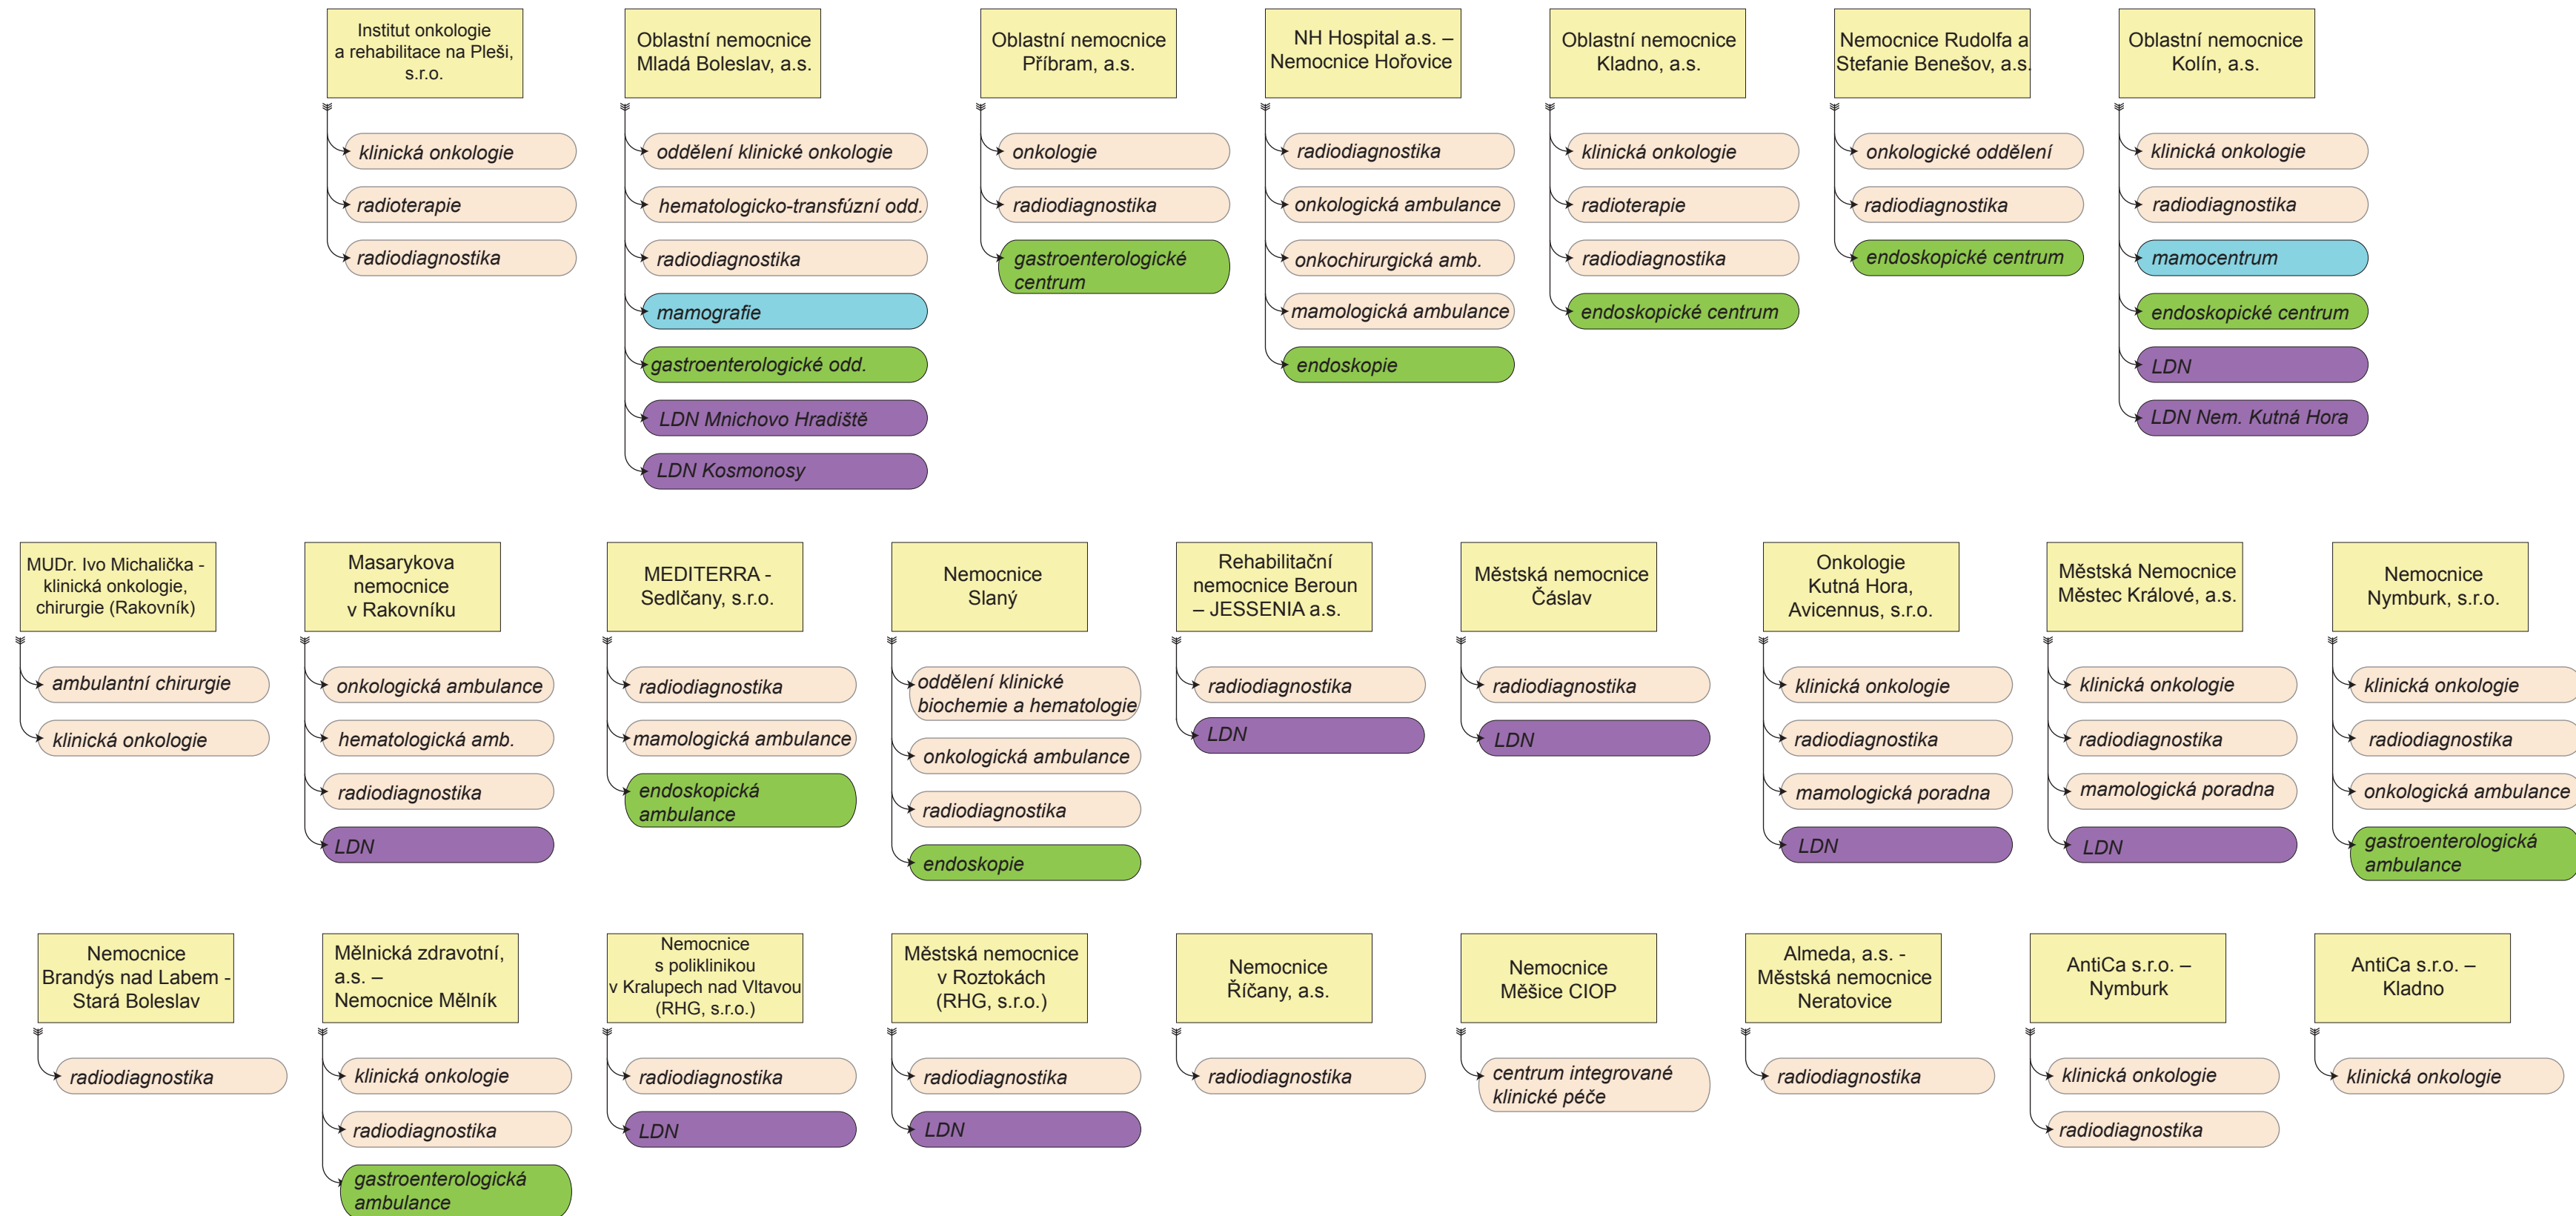 Institut onkologie
a rehabilitace na Pleši,
s.r.o.
klinická onkologie
radioterapie
radiodiagnostika
Oblastní nemocnice
Mladá Boleslav, a.s.
oddělení klinické onkologie
hematologicko-transfúzní odd.
radiodiagnostika
mamografie
gastroenterologické odd.
LDN Mnichovo Hradiště
LDN Kosmonosy
Oblastní nemocnice
Příbram, a.s.
onkologie
radiodiagnostika
gastroenterologické
centrum
NH Hospital a.s. –
Nemocnice Hořovice
radiodiagnostika
onkologická ambulance
onkochirurgická amb.
mamologická ambulance
endoskopie
Oblastní nemocnice
Kladno, a.s.
klinická onkologie
radioterapie
radiodiagnostika
endoskopické centrum
Nemocnice Rudolfa a
Stefanie Benešov, a.s.
onkologické oddělení
radiodiagnostika
endoskopické centrum
Oblastní nemocnice
Kolín, a.s.
klinická onkologie
radiodiagnostika
mamocentrum
endoskopické centrum
LDN
LDN Nem. Kutná Hora
MUDr. Ivo Michalička -
klinická onkologie,
chirurgie (Rakovník)
ambulantní chirurgie
klinická onkologie
Masarykova
nemocnice
v Rakovníku
onkologická ambulance
hematologická amb.
radiodiagnostika
LDN
MEDITERRA -
Sedlčany, s.r.o.
radiodiagnostika
mamologická ambulance
endoskopická
ambulance
Nemocnice
Slaný
oddělení klinické
biochemie a hematologie
onkologická ambulance
radiodiagnostika
endoskopie
Rehabilitační
nemocnice Beroun
– JESSENIA a.s.
radiodiagnostika
LDN
Městská nemocnice
Čáslav
radiodiagnostika
LDN
Onkologie
Kutná Hora,
Avicennus, s.r.o.
klinická onkologie
radiodiagnostika
mamologická poradna
LDN
Městská Nemocnice
Městec Králové, a.s.
klinická onkologie
radiodiagnostika
mamologická poradna
LDN
Nemocnice
Nymburk, s.r.o.
klinická onkologie
radiodiagnostika
onkologická ambulance
gastroenterologická
ambulance
Nemocnice
Brandýs nad Labem -
Stará Boleslav
radiodiagnostika
Mělnická zdravotní,
a.s. –
Nemocnice Mělník
klinická onkologie
radiodiagnostika
gastroenterologická
ambulance
Nemocnice
s poliklinikou
v Kralupech nad Vltavou
(RHG, s.r.o.)
radiodiagnostika
LDN
Městská nemocnice
v Roztokách
(RHG, s.r.o.)
radiodiagnostika
LDN
Nemocnice
Říčany, a.s.
radiodiagnostika
Nemocnice
Měšice CIOP
centrum integrované
klinické péče
Almeda, a.s. -
Městská nemocnice
Neratovice
radiodiagnostika
AntiCa s.r.o. –
Nymburk
klinická onkologie
radiodiagnostika
AntiCa s.r.o. –
Kladno
klinická onkologie